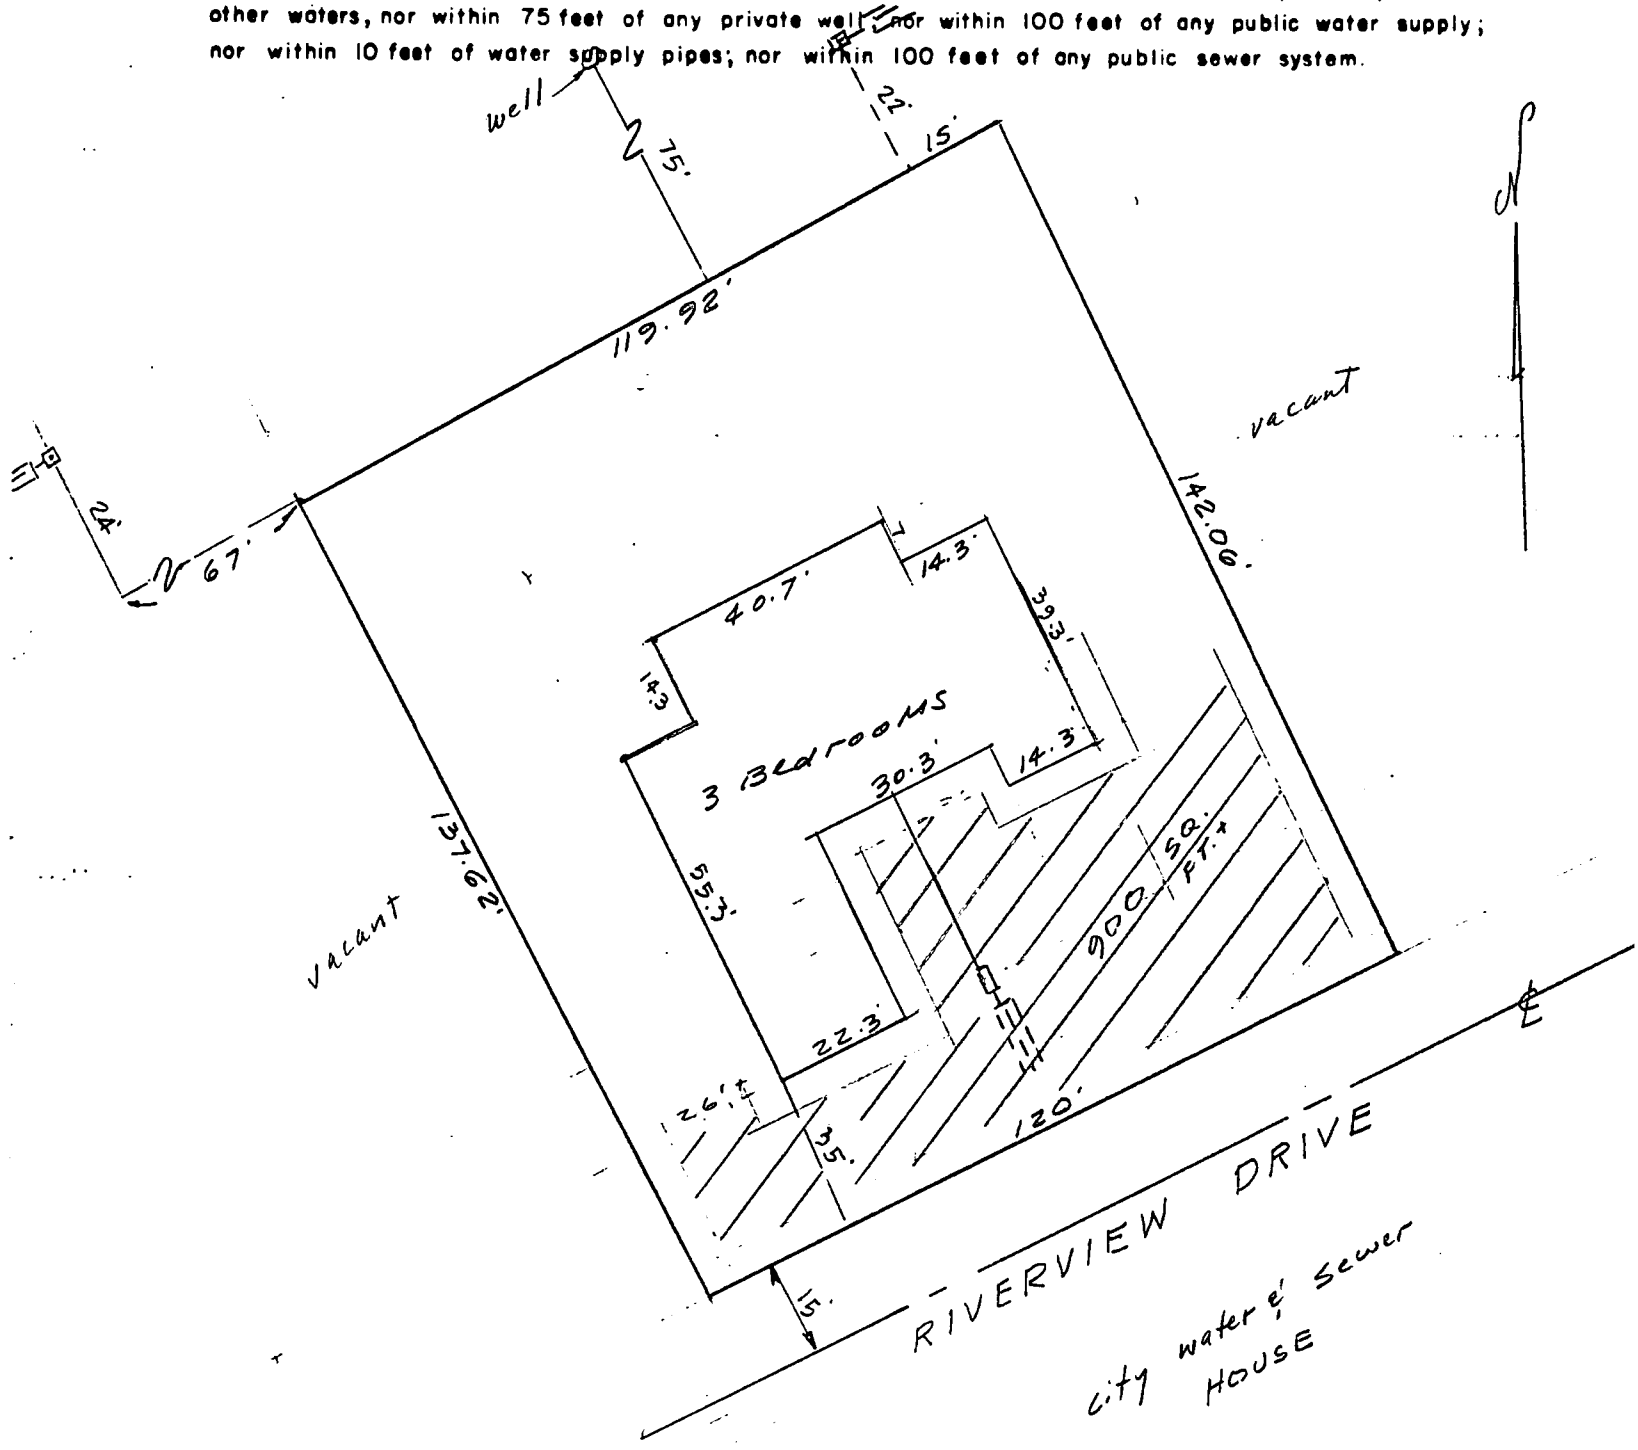 other waters, nor within 75 feet of any private well; nor within 100 feet of any public water supply;
nor within 10 feet of water supply pipes; nor within 100 feet of any public sewer system.
well
22'
15'
75'
N
119.92'
vacant
24'
67'
142.06'
7
14.3'
40.7'
39.3'
14.3
3 Bedrooms
14.3'
30.3'
900 SQ.
FT.+
137.62'
55.3'
vacant
22.3'
26'±
35'
120'
15'
RIVERVIEW DRIVE
city water & sewer
HOUSE